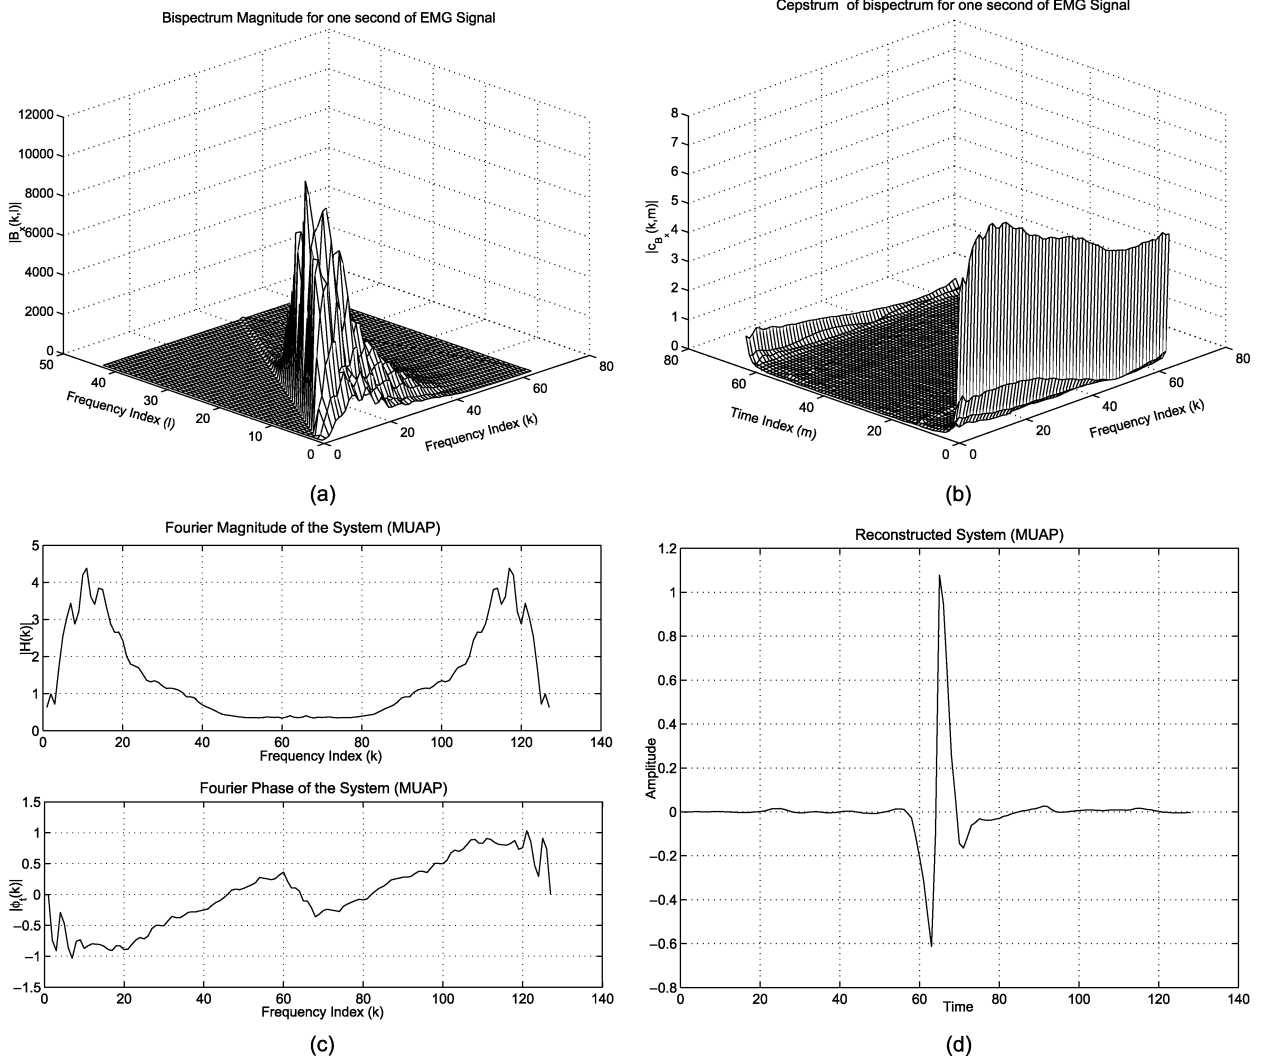 Bispectrum Magnitude for one second of EMG Signal
12000
10000
8000
6000
4000
2000
0
|Bx(k,l)|
50
40
30
20
10
0
Frequency Index (l)
0
20
40
60
80
Frequency Index (k)
(a)
Cepstrum of bispectrum for one second of EMG Signal
8
7
6
5
4
3
2
1
0
|cBx(k,m)|
80
60
40
20
0
Time Index (m)
0
20
40
60
80
Frequency Index (k)
(b)
Fourier Magnitude of the System (MUAP)
5
4
3
2
1
0
|H(k)|
0 20 40 60 80 100 120 140
Frequency Index (k)
Fourier Phase of the System (MUAP)
1.5
1
0.5
0
−0.5
−1
−1.5
|ϕt(k)|
0 20 40 60 80 100 120 140
Frequency Index (k)
(c)
Reconstructed System (MUAP)
1.2
1
0.8
0.6
0.4
0.2
0
−0.2
−0.4
−0.6
−0.8
Amplitude
0 20 40 60 80 100 120 140
Time
(d)